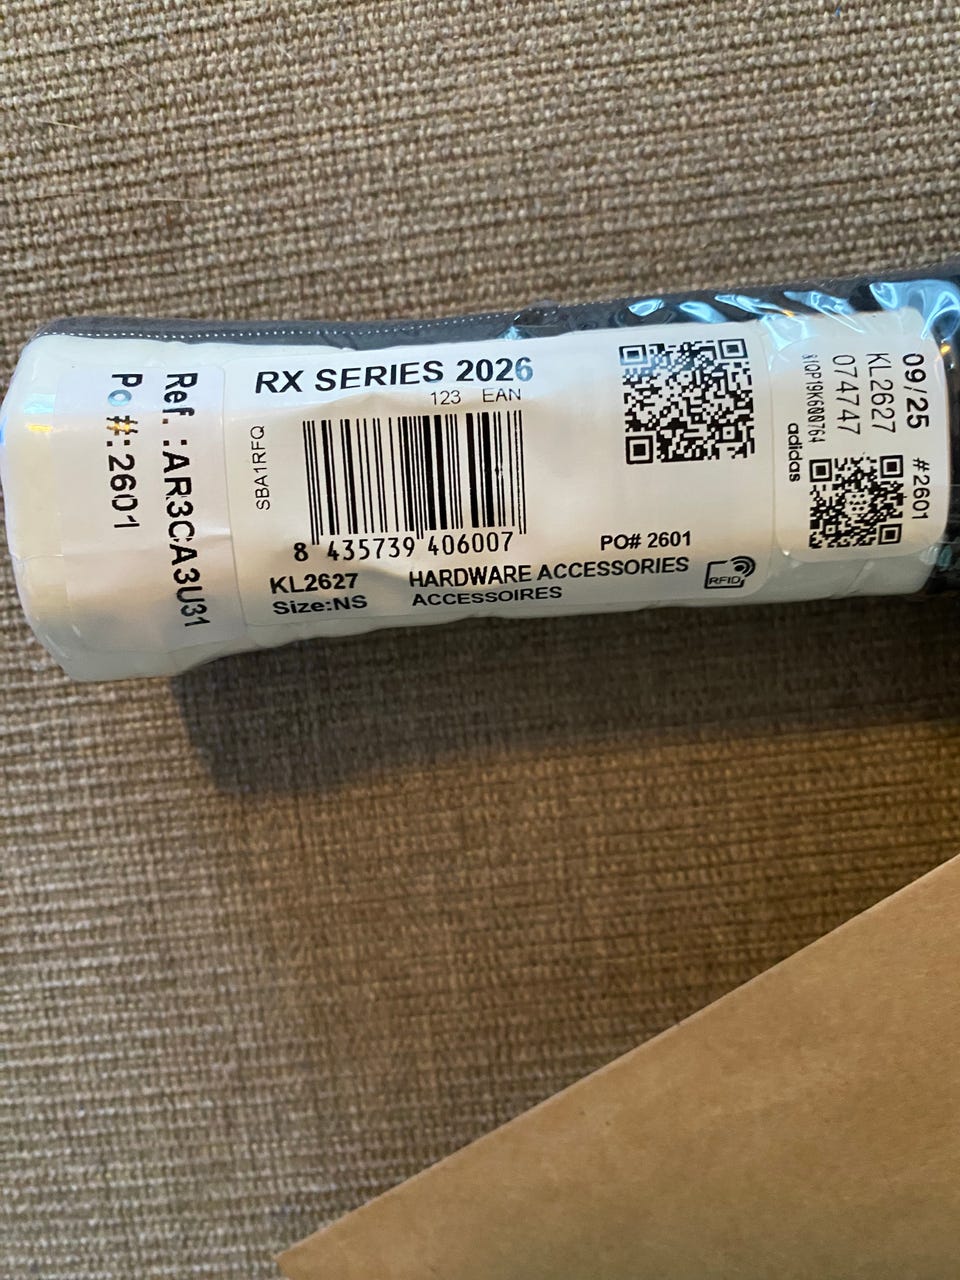 Ref. :AR3CA3U31
Po#:2601
RX SERIES 2026
123 EAN
SBA1RFQ
8 435739 406007
KL2627
Size:NS
HARDWARE ACCESSORIES
ACCESSOIRES
PO# 2601
RFID
09/25
KL2627
074747
#2601
adidas